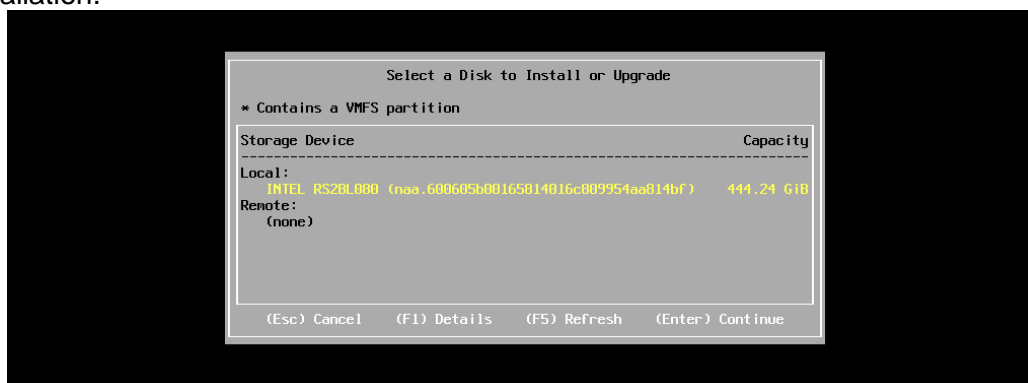 allation.
Select a Disk to Install or Upgrade
* Contains a VMFS partition
Storage Device Capacity
--------------------------------------------------------------------------------
Local:
INTEL RS2BL080 (naa.600605b00165814016c809954aa814bf) 444.24 GiB
Remote:
(none)
(Esc) Cancel (F1) Details (F5) Refresh (Enter) Continue